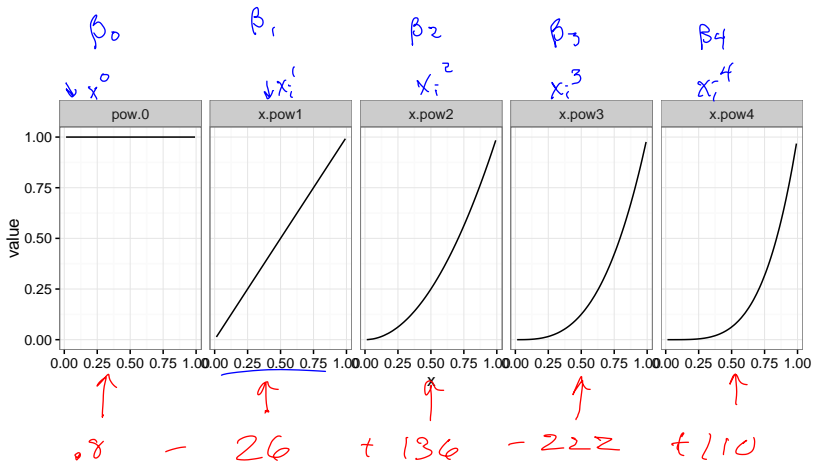 β₀ β₁ β₂ β₃ β₄
↓ x⁰ ↓ xᵢ¹ xᵢ² xᵢ³ xᵢ⁴
pow.0 x.pow1 x.pow2 x.pow3 x.pow4
1.00
0.75
0.50
0.25
0.00
value
0.00 0.25 0.50 0.75 1.00 0.00 0.25 0.50 0.75 1.00 0.00 0.25 0.50 0.75 1.00 0.00 0.25 0.50 0.75 1.00 0.00 0.25 0.50 0.75 1.00
x
.8 - 26 + 136 - 222 + 110